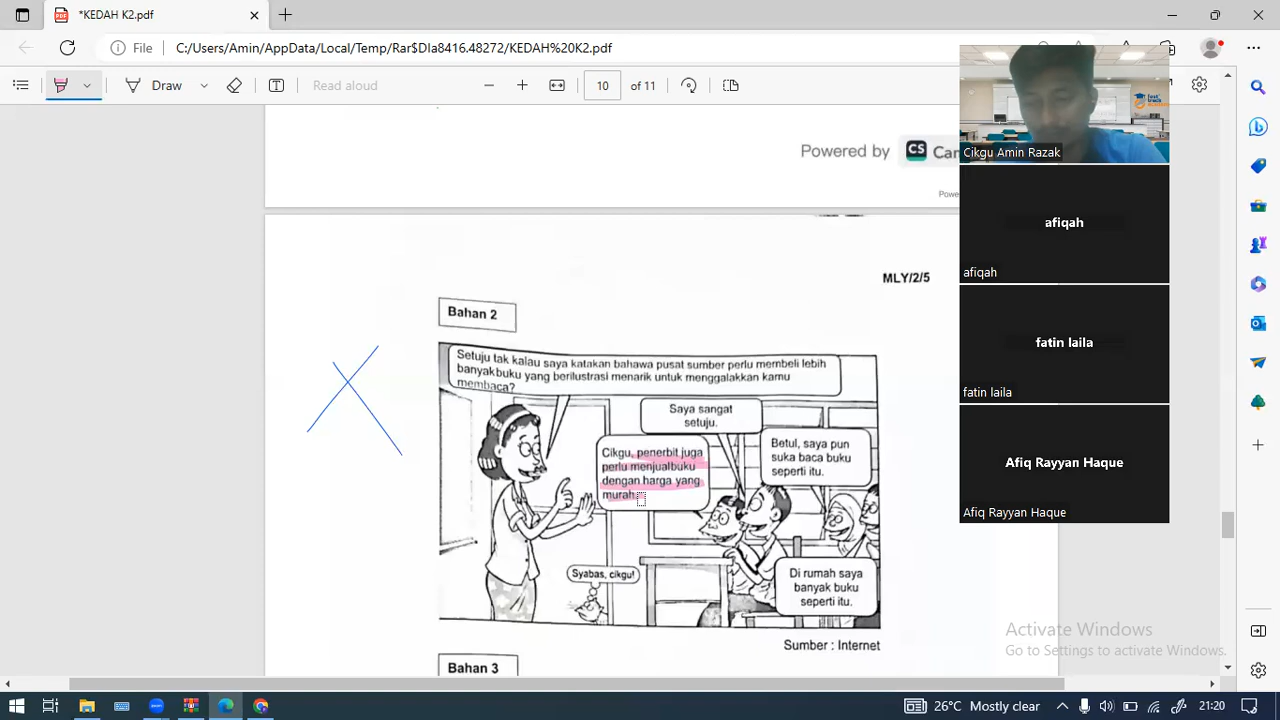 *KEDAH K2.pdf
File
C:/Users/Amin/AppData/Local/Temp/Rar$DIa8416.48272/KEDAH%20K2.pdf
Draw
Read aloud
10
of 11
Powered by
CS
MLY/2/5
Bahan 2
Setuju tak kalau saya katakan bahawa pusat sumber perlu membeli lebih
banyakbuku yang berilustrasi menarik untuk menggalakkan kamu
membaca?
Saya sangat
setuju.
Cikgu, penerbit juga
perlu menjualbuku
dengan harga yang
murah.
Betul, saya pun
suka baca buku
seperti itu.
Syabas, cikgu!
Di rumah saya
banyak buku
seperti itu.
Sumber : Internet
Bahan 3
Cikgu Amin Razak
afiqah
afiqah
fatin laila
fatin laila
Afiq Rayyan Haque
Afiq Rayyan Haque
Activate Windows
Go to Settings to activate Windows.
26°C Mostly clear
21:20